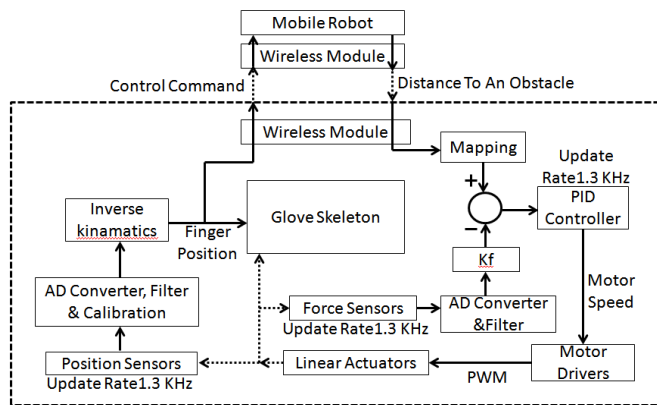 Mobile Robot
Wireless Module
Control Command
Distance To An Obstacle
Wireless Module
Mapping
Update
Rate1.3 KHz
+
PID
Controller
−
Inverse
kinamatics
Finger
Position
Glove Skeleton
Kf
Motor
Speed
AD Converter, Filter
& Calibration
Force Sensors
Update Rate1.3 KHz
AD Converter
&Filter
Position Sensors
Update Rate1.3 KHz
Linear Actuators
PWM
Motor
Drivers